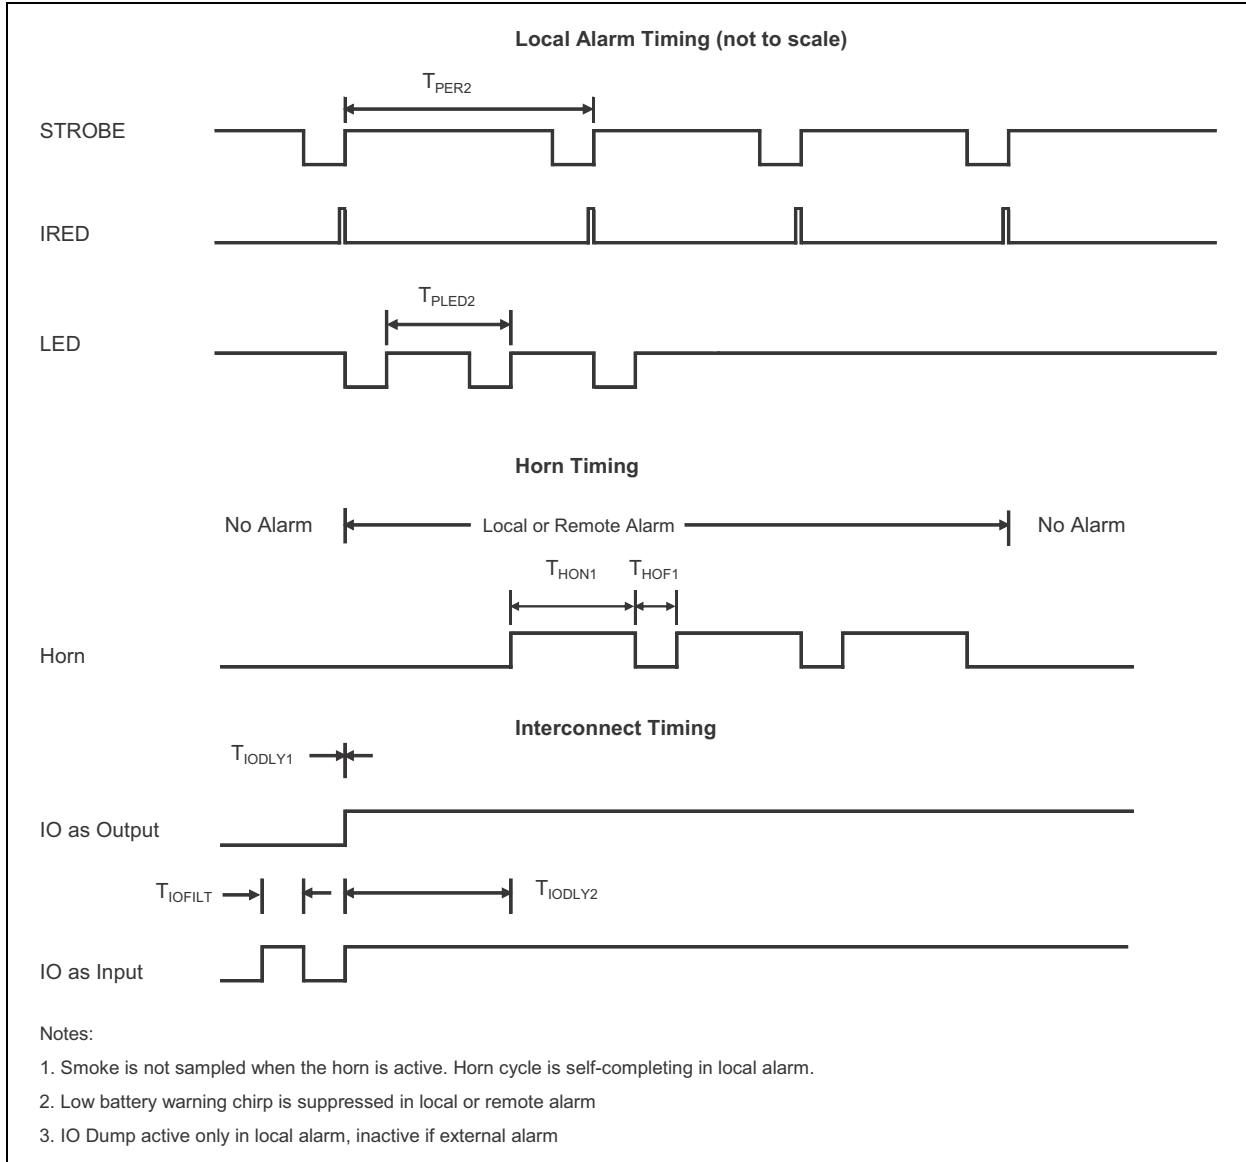 Local Alarm Timing (not to scale)
TPER2
STROBE
IRED
TPLED2
LED
Horn Timing
No Alarm Local or Remote Alarm No Alarm
THON1 THOF1
Horn
Interconnect Timing
TIODLY1
IO as Output
TIOFILT TIODLY2
IO as Input
Notes:
1. Smoke is not sampled when the horn is active. Horn cycle is self-completing in local alarm.
2. Low battery warning chirp is suppressed in local or remote alarm
3. IO Dump active only in local alarm, inactive if external alarm